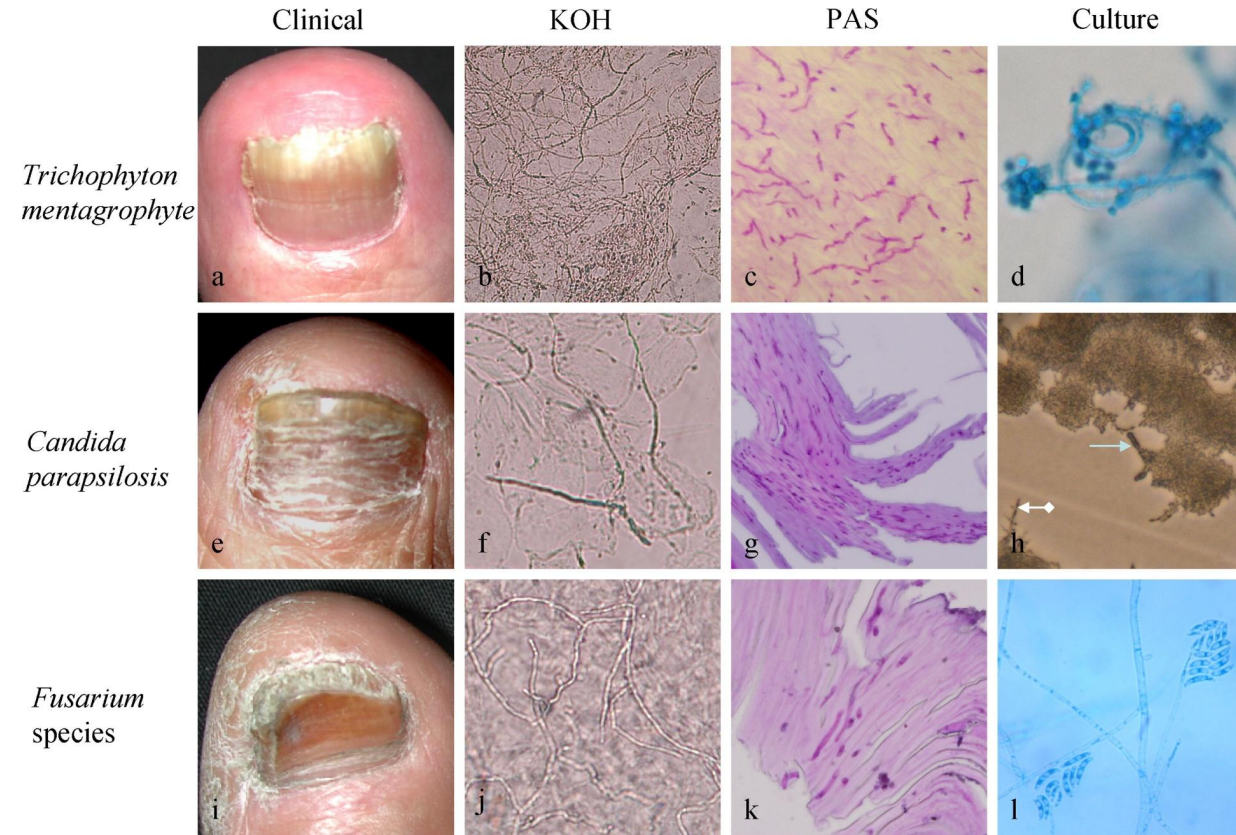 Clinical KOH PAS Culture
Trichophyton
mentagrophyte
a b c d
Candida
parapsilosis
e f g h
Fusarium
species
i j k l